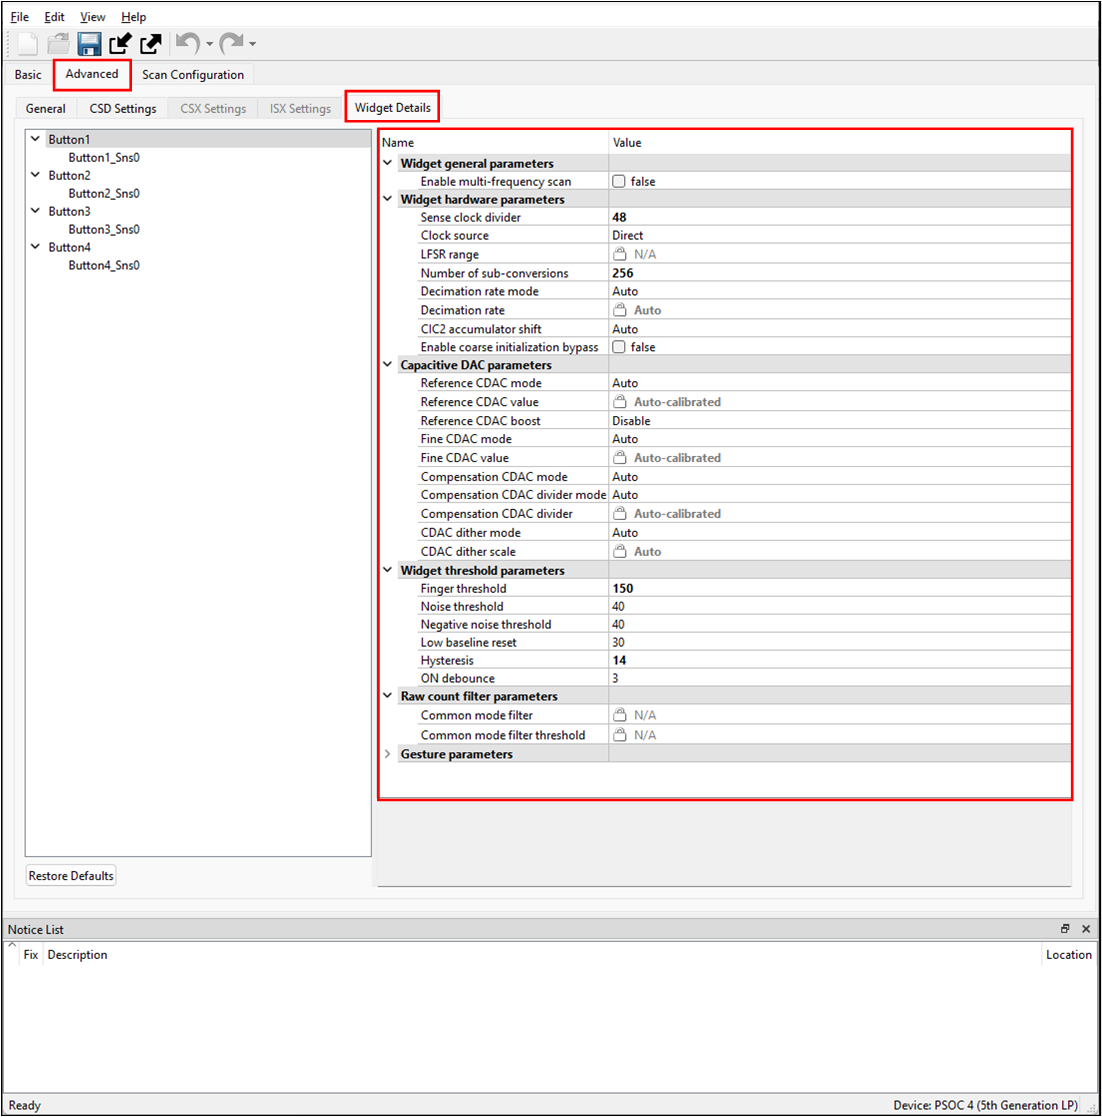 File Edit View Help
Basic Advanced Scan Configuration
General CSD Settings CSX Settings ISX Settings Widget Details
Button1
Button1_Sns0
Button2
Button2_Sns0
Button3
Button3_Sns0
Button4
Button4_Sns0
Name Value
Widget general parameters
Enable multi-frequency scan false
Widget hardware parameters
Sense clock divider 48
Clock source Direct
LFSR range N/A
Number of sub-conversions 256
Decimation rate mode Auto
Decimation rate Auto
CIC2 accumulator shift Auto
Enable coarse initialization bypass false
Capacitive DAC parameters
Reference CDAC mode Auto
Reference CDAC value Auto-calibrated
Reference CDAC boost Disable
Fine CDAC mode Auto
Fine CDAC value Auto-calibrated
Compensation CDAC mode Auto
Compensation CDAC divider mode Auto
Compensation CDAC divider Auto-calibrated
CDAC dither mode Auto
CDAC dither scale Auto
Widget threshold parameters
Finger threshold 150
Noise threshold 40
Negative noise threshold 40
Low baseline reset 30
Hysteresis 14
ON debounce 3
Raw count filter parameters
Common mode filter N/A
Common mode filter threshold N/A
Gesture parameters
Restore Defaults
Notice List
Fix Description Location
Ready Device: PSOC 4 (5th Generation LP)